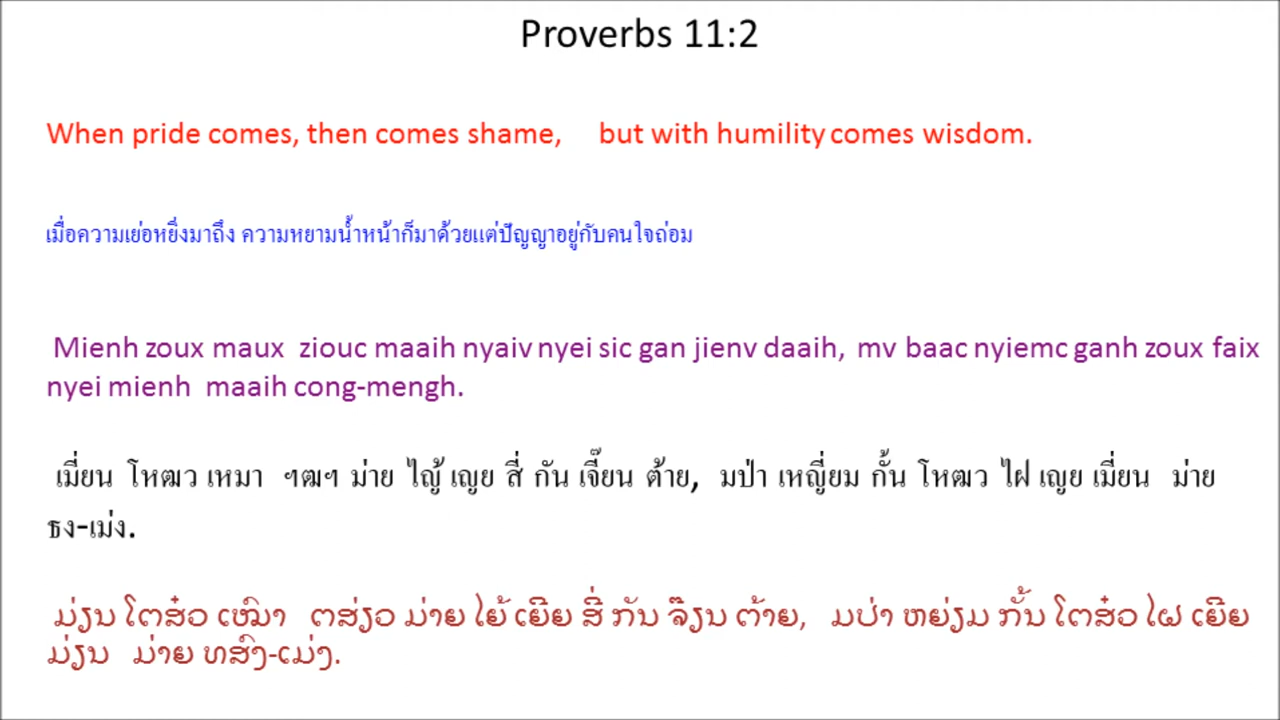 Proverbs 11:2
When pride comes, then comes shame, but with humility comes wisdom.
เมื่อความเย่อหยิ่งมาถึง ความหยามน้ำหน้าก็มาด้วยแต่ปัญญาอยู่กับคนใจถ่อม
Mienh zoux maux ziouc maaih nyaiv nyei sic gan jienv daaih, mv baac nyiemc ganh zoux faix
nyei mienh maaih cong-mengh.
เมี่ยน โหฒว เหมา ฯฒฯ ม่าย ไญ้ เญย สี่ กัน เจี๊ยน ต้าย, มป่า เหญี่ยม กั้น โหฒว ไฝ เญย เมี่ยน ม่าย
ธง-เม่ง.
ມ່ຽນ ໂຕສ໋ວ ເໝົາ ຕສ່ຽວ ມ່າຍ ໄຍ້ ເຍີຍ ສີ່ ກັນ ຈ໊ຽນ ຕ້າຍ, ມປ່າ ຫຍ່ຽມ ກັ້ນ ໂຕສ໋ວ ໄຝ ເຍີຍ
ມ່ຽນ ມ່າຍ ທສົງ-ເມ່ງ.